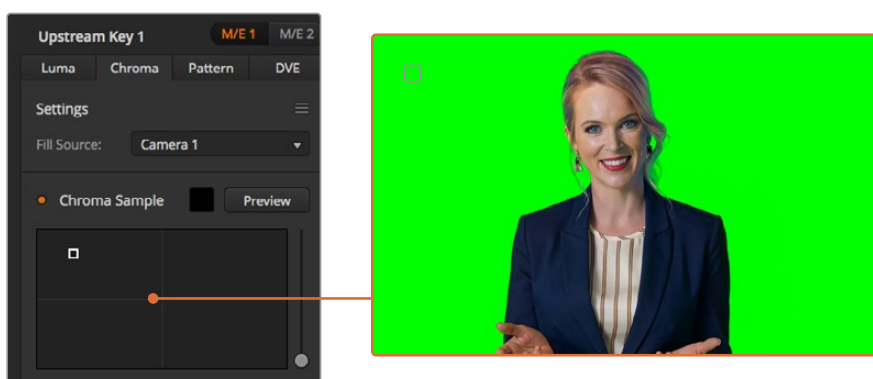 Upstream Key 1 M/E 1 M/E 2
Luma Chroma Pattern DVE
Settings
Fill Source: Camera 1
Chroma Sample Preview